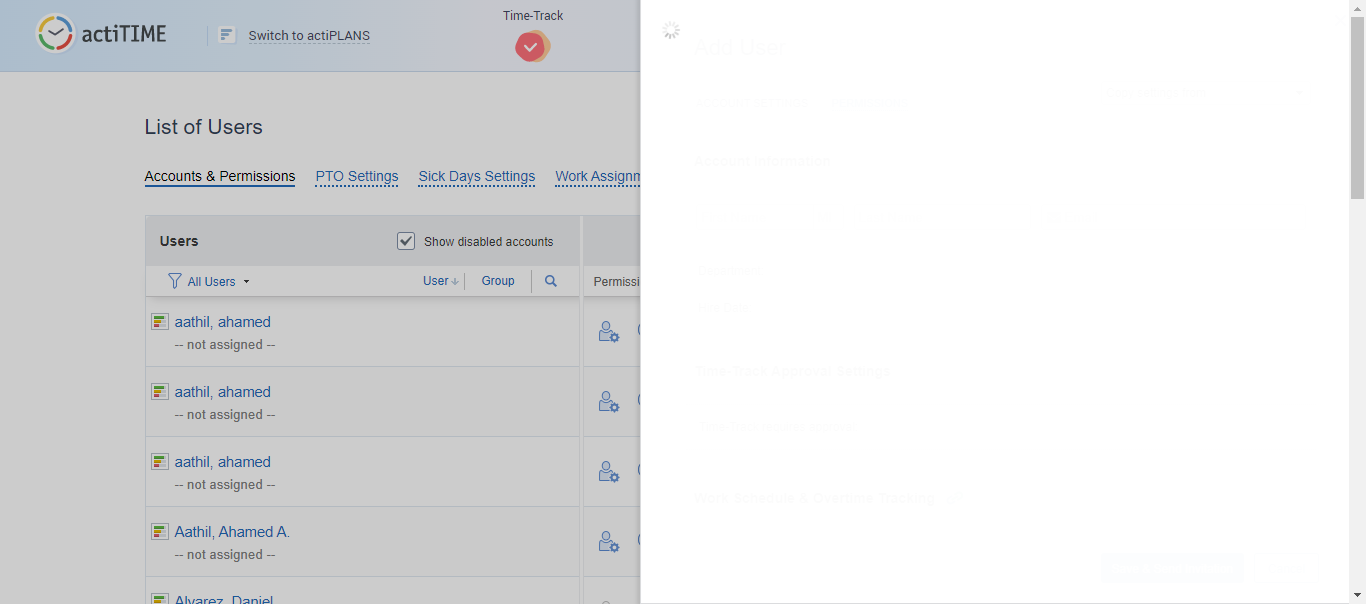 actiTIME
Switch to actiPLANS
Time-Track
List of Users
Accounts & Permissions
PTO Settings
Sick Days Settings
Work Assignm
Users
Show disabled accounts
All Users
User
Group
Permissi
aathil, ahamed
-- not assigned --
aathil, ahamed
-- not assigned --
aathil, ahamed
-- not assigned --
Aathil, Ahamed A.
-- not assigned --
Alvarez, Daniel
Add User
Account Information
Time-Track Approval Settings
Work Schedule & Overtime Tracking